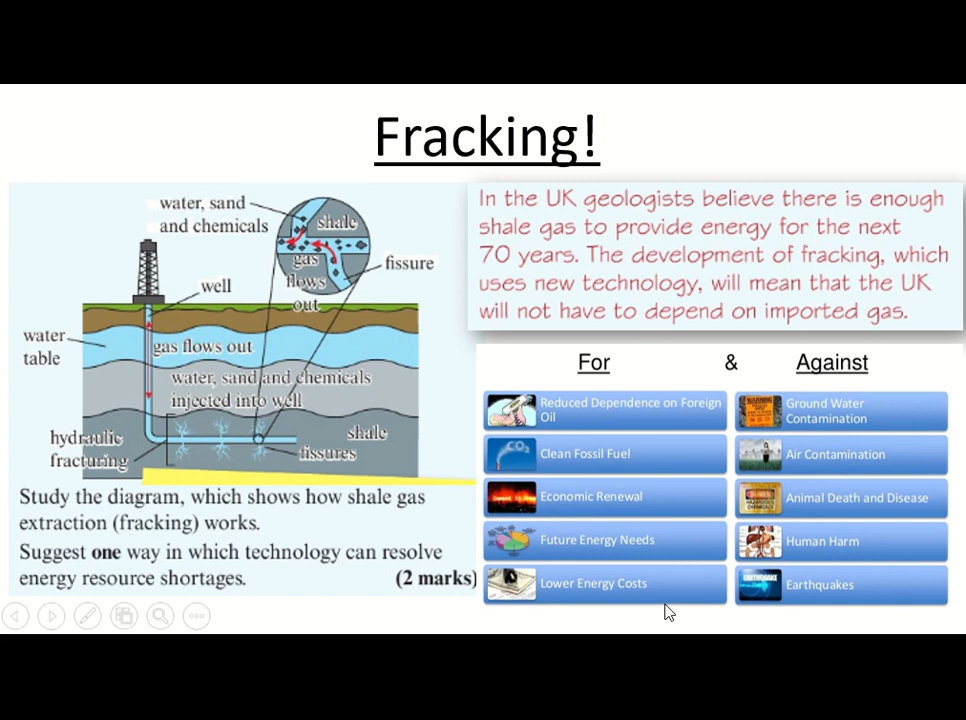 Fracking!
water, sand
and chemicals
shale
gas
flows
out
fissure
well
water
table
gas flows out
water, sand and chemicals
injected into well
hydraulic
fracturing
shale
fissures
Study the diagram, which shows how shale gas
extraction (fracking) works.
Suggest one way in which technology can resolve
energy resource shortages.
(2 marks)
In the UK geologists believe there is enough
shale gas to provide energy for the next
70 years. The development of fracking, which
uses new technology, will mean that the UK
will not have to depend on imported gas.
For & Against
Reduced Dependence on Foreign
Oil
CO2
Clean Fossil Fuel
Economic Renewal
Future Energy Needs
Lower Energy Costs
WARNING
Ground Water
Contamination
Air Contamination
Animal Death and Disease
Human Harm
EARTHQUAKE
Earthquakes